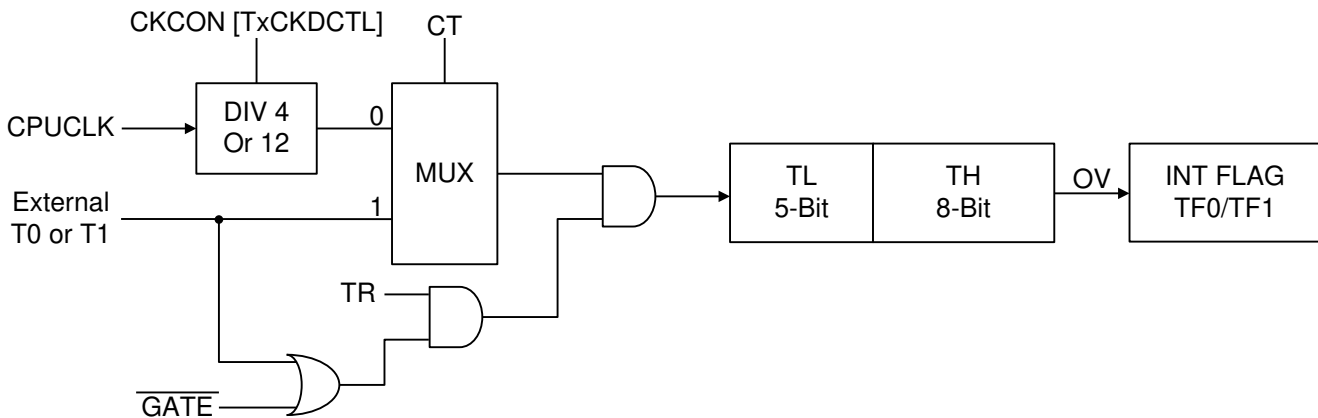 CKCON [TxCKDCTL]
CT
CPUCLK
DIV 4
Or 12
0
MUX
External
T0 or T1
1
TL
5-Bit
TH
8-Bit
OV
INT FLAG
TF0/TF1
TR
GATE